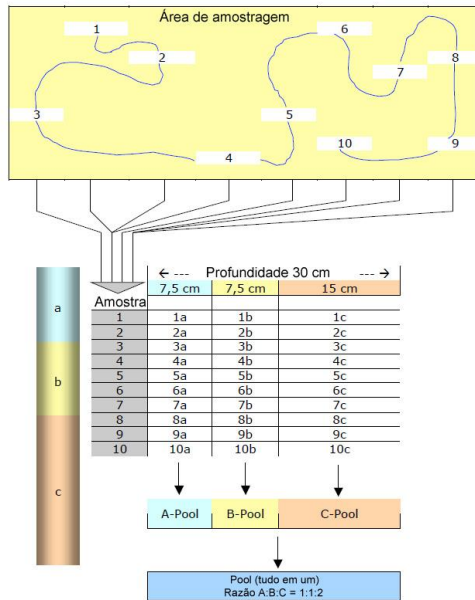 Área de amostragem
1
2
3
4
5
6
7
8
9
10
← --- Profundidade 30 cm --- →
Amostra 7,5 cm 7,5 cm 15 cm
1 1a 1b 1c
2 2a 2b 2c
3 3a 3b 3c
4 4a 4b 4c
5 5a 5b 5c
6 6a 6b 6c
7 7a 7b 7c
8 8a 8b 8c
9 9a 9b 9c
10 10a 10b 10c
a
b
c
A-Pool B-Pool C-Pool
Pool (tudo em um)
Razão A:B:C = 1:1:2